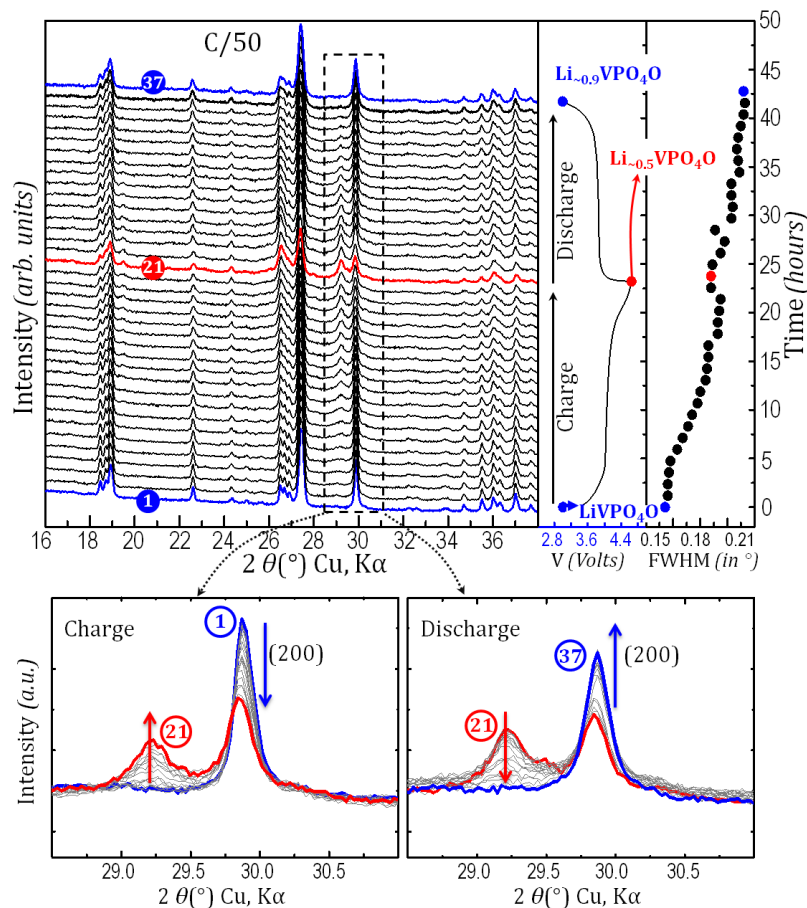 C/50
37
21
1
Intensity (arb. units)
16 18 20 22 24 26 28 30 32 34 36
2 θ(°) Cu, Kα
Li~0.9VPO4O
Li~0.5VPO4O
LiVPO4O
Discharge
Charge
2.8 3.6 4.4
V (Volts)
0.15 0.18 0.21
FWHM (in °)
50
45
40
35
30
25
20
15
10
5
0
Time (hours)
Charge
1
(200)
21
Intensity (a.u.)
29.0 29.5 30.0 30.5
2 θ(°) Cu, Kα
Discharge
37
(200)
21
29.0 29.5 30.0 30.5 31.0
2 θ(°) Cu, Kα